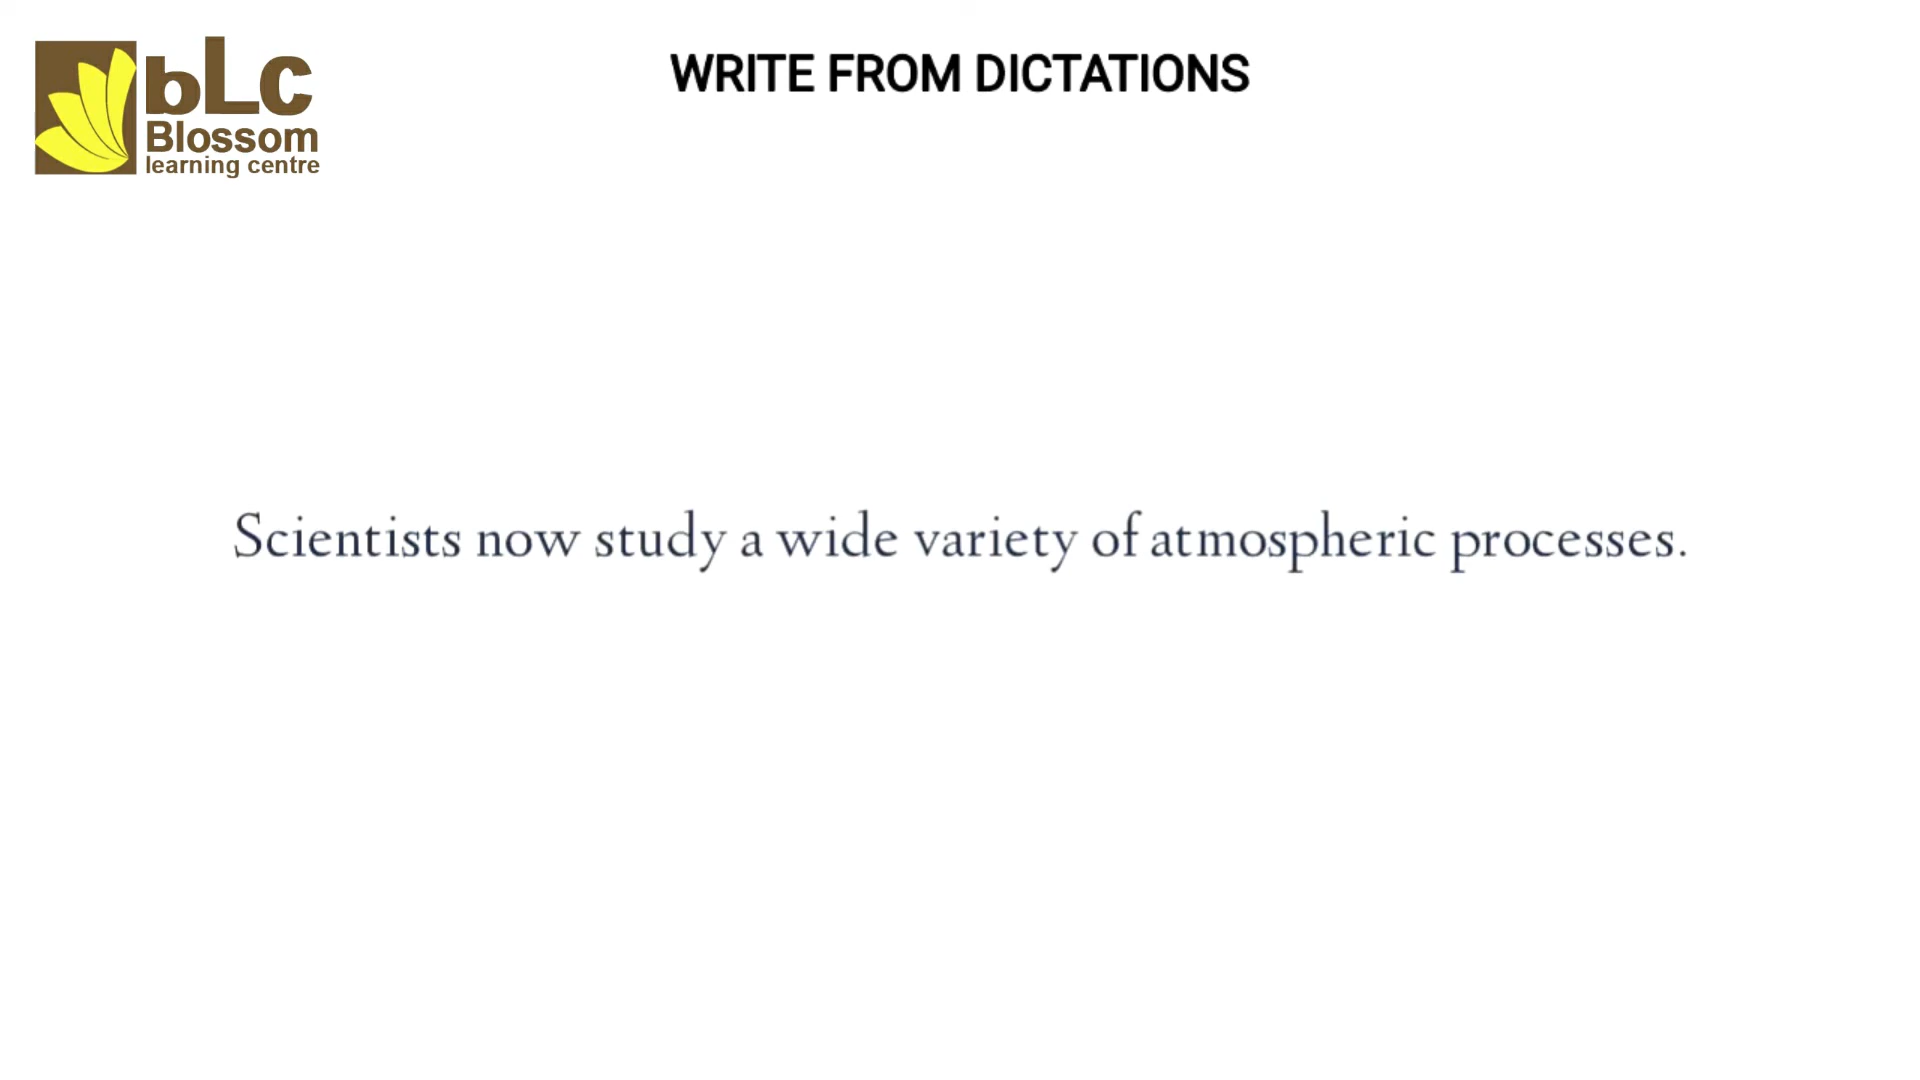 bLc
Blossom
learning centre
WRITE FROM DICTATIONS
Scientists now study a wide variety of atmospheric processes.